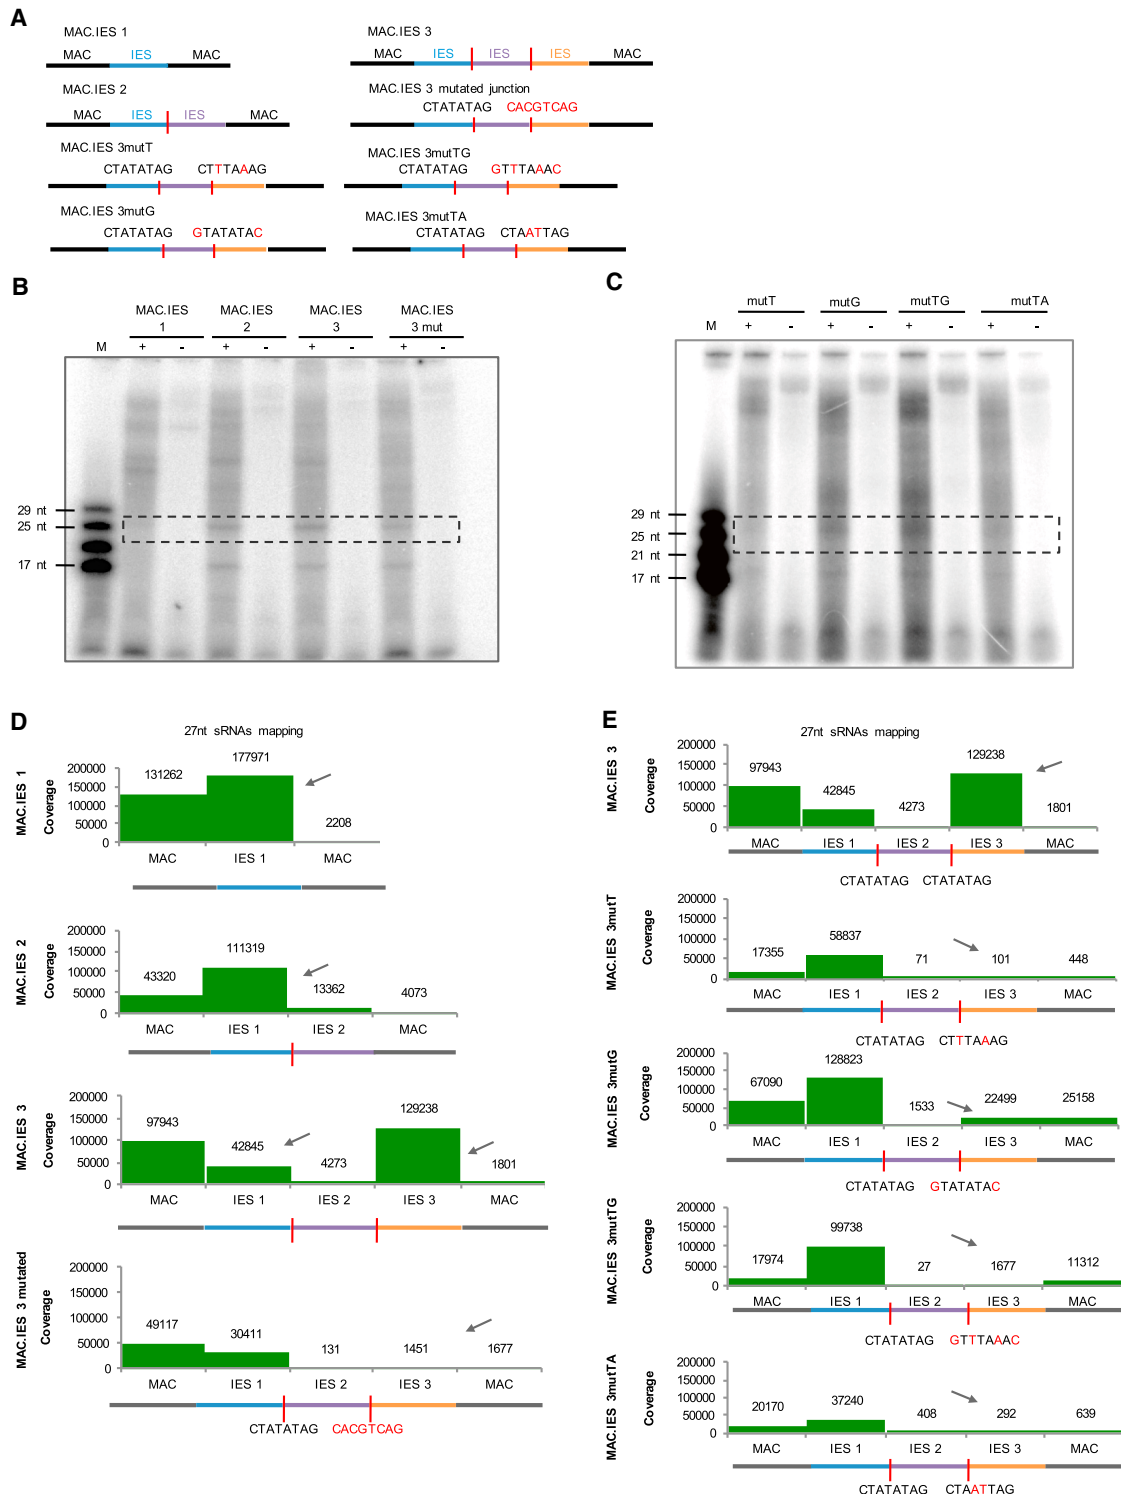 A
MAC.IES 1
MAC IES MAC
MAC.IES 2
MAC IES IES MAC
MAC.IES 3mutT
CTATATAG CTTTAAAG
MAC.IES 3mutG
CTATATAG GTATATAC
MAC.IES 3
MAC IES IES IES MAC
MAC.IES 3 mutated junction
CTATATAG CACGTCAG
MAC.IES 3mutTG
CTATATAG GTTTAAAC
MAC.IES 3mutTA
CTATATAG CTAATTAG
B
MAC.IES 1 MAC.IES 2 MAC.IES 3 MAC.IES 3 mut
M + - + - + - + -
29 nt
25 nt
17 nt
C
mutT mutG mutTG mutTA
M + - + - + - + -
29 nt
25 nt
21 nt
17 nt
D
27nt sRNAs mapping
MAC.IES 1
Coverage
200000
150000
100000
50000
0
131262 177971 2208
MAC IES 1 MAC
MAC.IES 2
Coverage
200000
150000
100000
50000
0
43320 111319 13362 4073
MAC IES 1 IES 2 MAC
MAC.IES 3
Coverage
200000
150000
100000
50000
0
97943 42845 4273 129238 1801
MAC IES 1 IES 2 IES 3 MAC
MAC.IES 3 mutated
Coverage
200000
150000
100000
50000
0
49117 30411 131 1451 1677
MAC IES 1 IES 2 IES 3 MAC
CTATATAG CACGTCAG
E
27nt sRNAs mapping
MAC.IES 3
Coverage
200000
150000
100000
50000
0
97943 42845 4273 129238 1801
MAC IES 1 IES 2 IES 3 MAC
CTATATAG CTATATAG
MAC.IES 3mutT
Coverage
200000
150000
100000
50000
0
17355 58837 71 101 448
MAC IES 1 IES 2 IES 3 MAC
CTATATAG CTTTAAAG
MAC.IES 3mutG
Coverage
200000
150000
100000
50000
0
67090 128823 1533 22499 25158
MAC IES 1 IES 2 IES 3 MAC
CTATATAG GTATATAC
MAC.IES 3mutTG
Coverage
200000
150000
100000
50000
0
17974 99738 27 1677 11312
MAC IES 1 IES 2 IES 3 MAC
CTATATAG GTTTAAAC
MAC.IES 3mutTA
Coverage
200000
150000
100000
50000
0
20170 37240 408 292 639
MAC IES 1 IES 2 IES 3 MAC
CTATATAG CTAATTAG